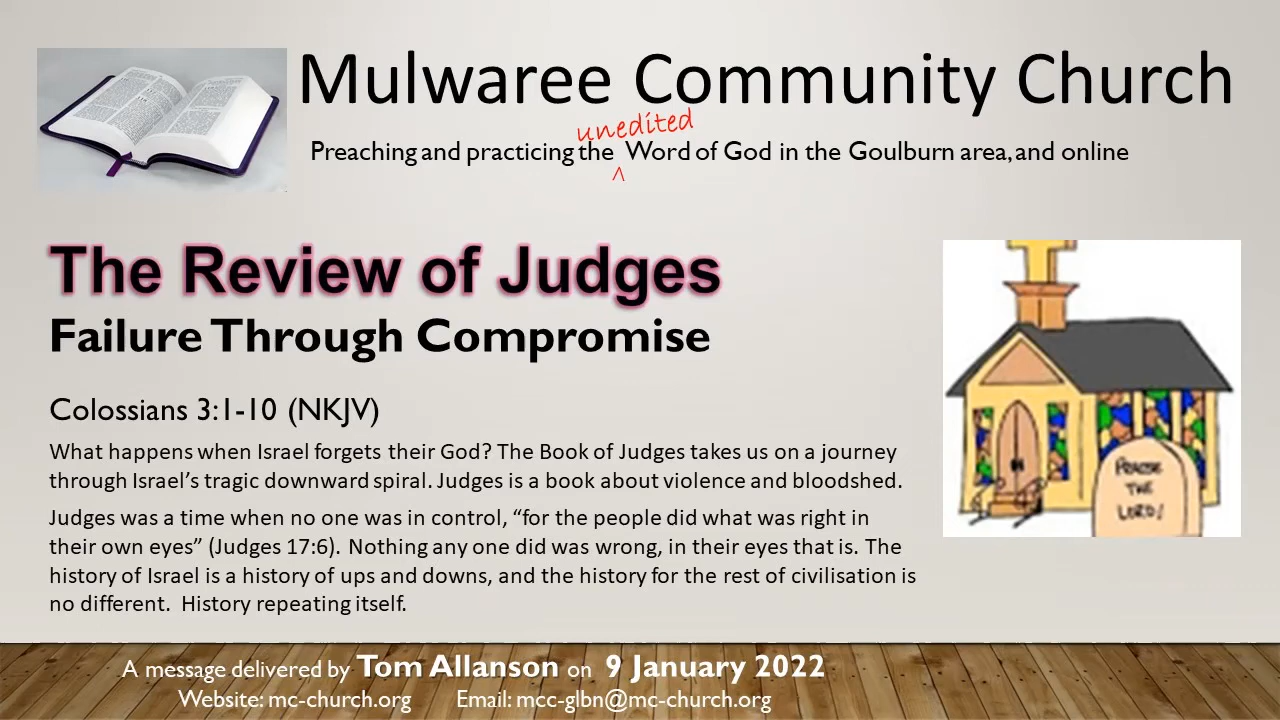 Mulwaree Community Church
unedited
Preaching and practicing the Word of God in the Goulburn area, and online
^
The Review of Judges
Failure Through Compromise
Colossians 3:1-10 (NKJV)
What happens when Israel forgets their God? The Book of Judges takes us on a journey
through Israel’s tragic downward spiral. Judges is a book about violence and bloodshed.
Judges was a time when no one was in control, “for the people did what was right in
their own eyes” (Judges 17:6). Nothing any one did was wrong, in their eyes that is. The
history of Israel is a history of ups and downs, and the history for the rest of civilisation is
no different. History repeating itself.
PRAISE
THE
LORD!
A message delivered by Tom Allanson on 9 January 2022
Website: mc-church.org Email: mcc-glbn@mc-church.org